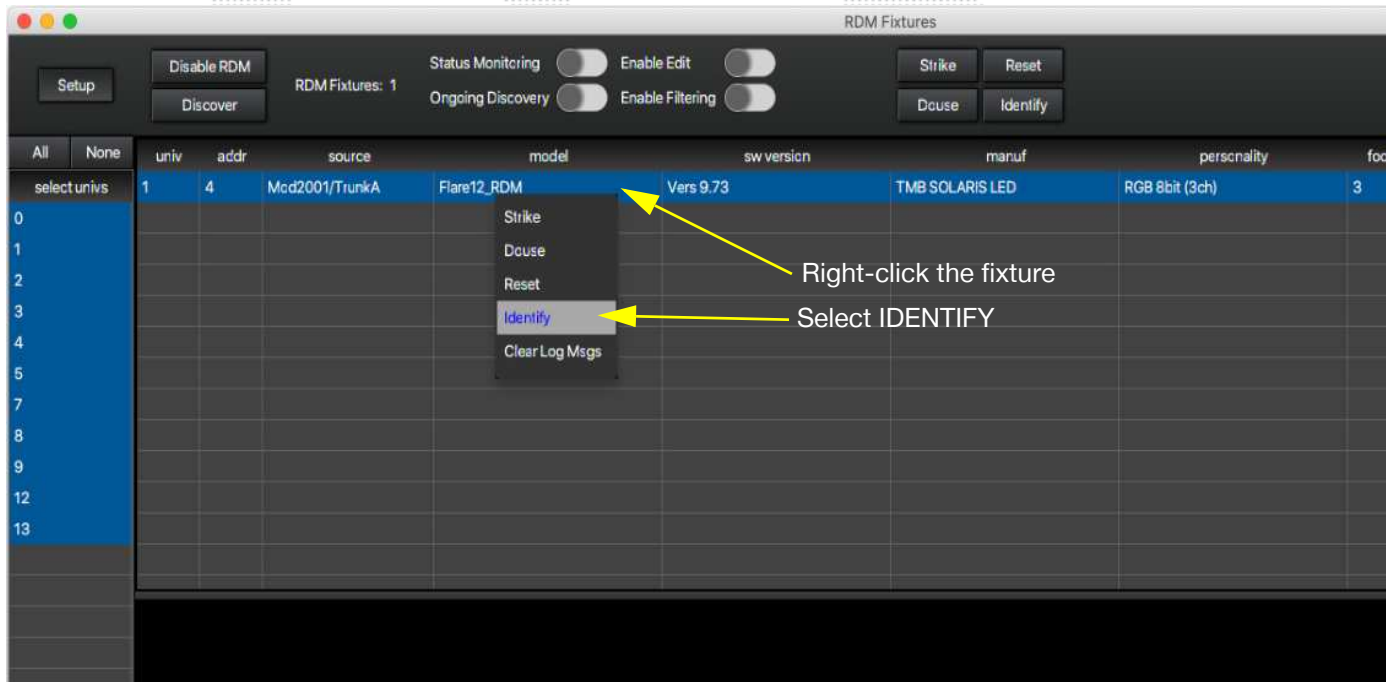 RDM Fixtures
Setup
Disable RDM
Discover
RDM Fixtures: 1
Status Monitoring
Enable Edit
Ongoing Discovery
Enable Filtering
Strike Reset
Douse Identify
All None
univ addr source model sw version manuf personality foo
select univs
1 4 Mod2001/TrunkA Flare12_RDM Vers 9.73 TMB SOLARIS LED RGB 8bit (3ch) 3
0
1
2
3
4
5
7
8
9
12
13
Strike
Douse
Reset
Identify
Clear Log Msgs
Right-click the fixture
Select IDENTIFY